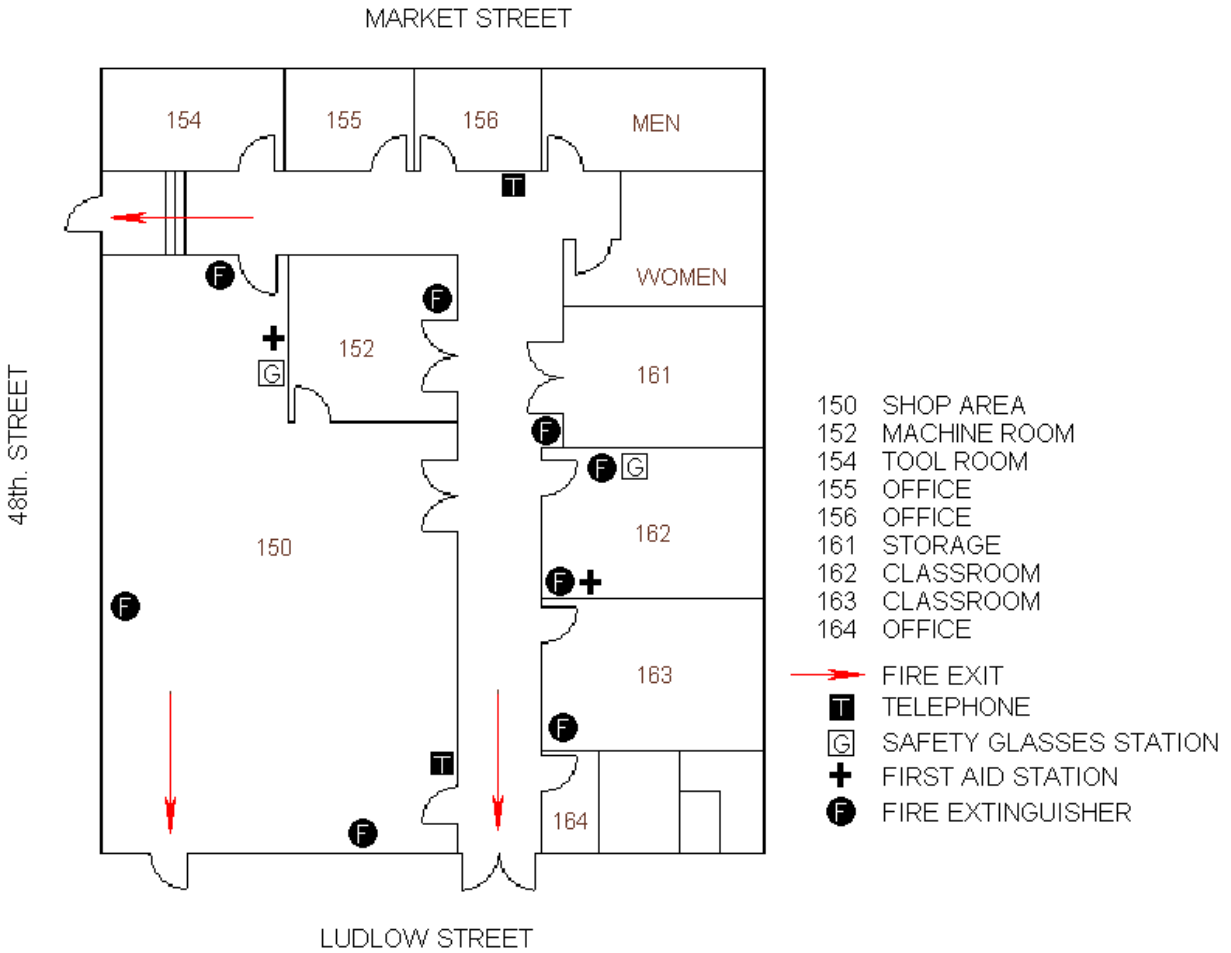 MARKET STREET
154
155
156
MEN
T
F
WOMEN
F
152
G
161
48th. STREET
F
F G
162
150
F
F
163
F
T
164
F
LUDLOW STREET
150 SHOP AREA
152 MACHINE ROOM
154 TOOL ROOM
155 OFFICE
156 OFFICE
161 STORAGE
162 CLASSROOM
163 CLASSROOM
164 OFFICE
FIRE EXIT
T TELEPHONE
G SAFETY GLASSES STATION
FIRST AID STATION
F FIRE EXTINGUISHER